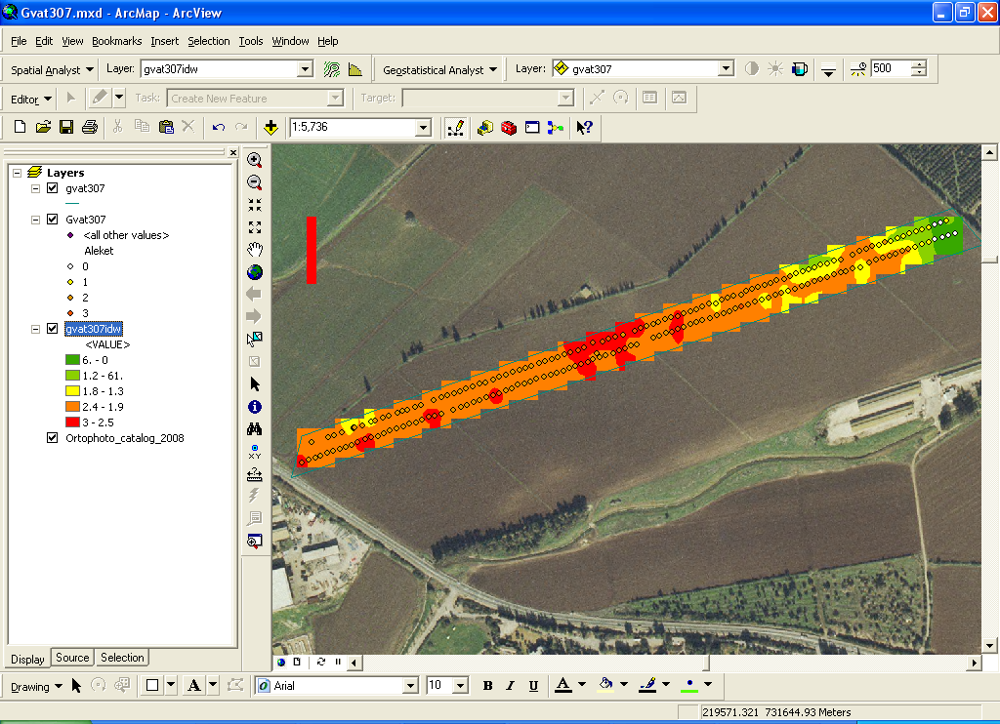 Gvat307.mxd - ArcMap - ArcView
File Edit View Bookmarks Insert Selection Tools Window Help
Spatial Analyst Layer: gvat307idw Geostatistical Analyst Layer: gvat307 500
Editor Task: Create New Feature Target:
1:5,736
Layers
gvat307
Gvat307
<all other values>
Aleket
0
1
2
3
gvat307idw
<VALUE>
6. - 0
1.2 - 61.
1.8 - 1.3
2.4 - 1.9
3 - 2.5
Ortophoto_catalog_2008
XY
Display Source Selection
Drawing A Arial 10 B I U A
219571.321 731644.93 Meters